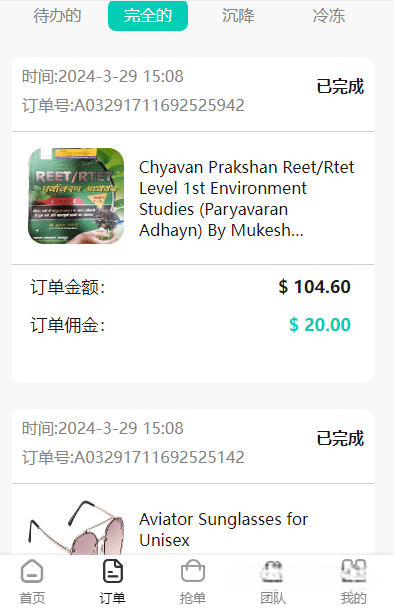 待办的 完全的 沉降 冷冻
时间:2024-3-29 15:08
已完成
订单号:A03291711692525942
REET/RTET
पर्यावरण अध्ययन
Chyavan Prakshan Reet/Rtet
Level 1st Environment
Studies (Paryavaran
Adhayn) By Mukesh...
订单金额: $ 104.60
订单佣金: $ 20.00
时间:2024-3-29 15:08
已完成
订单号:A03291711692525142
Aviator Sunglasses for
Unisex
首页 订单 抢单 团队 我的